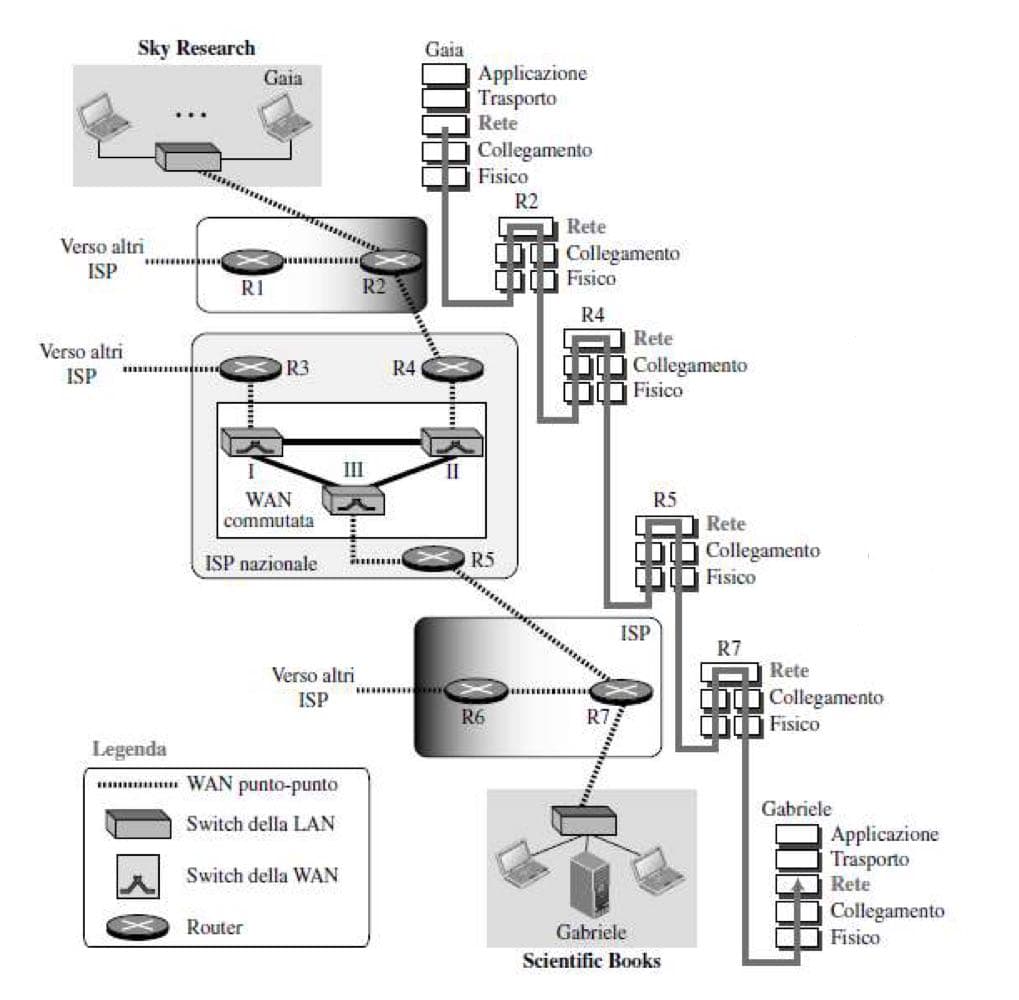 Sky Research
Gaia
...
Verso altri
ISP
R1
R2
Verso altri
ISP
R3
R4
I
III
II
WAN
commutata
ISP nazionale
R5
ISP
Verso altri
ISP
R6
R7
Legenda
WAN punto-punto
Switch della LAN
Switch della WAN
Router
Gabriele
Scientific Books
Gaia
Applicazione
Trasporto
Rete
Collegamento
Fisico
R2
Rete
Collegamento
Fisico
R4
Rete
Collegamento
Fisico
R5
Rete
Collegamento
Fisico
R7
Rete
Collegamento
Fisico
Gabriele
Applicazione
Trasporto
Rete
Collegamento
Fisico